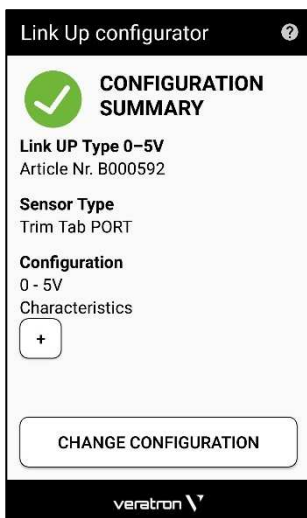 Link Up configurator ?
CONFIGURATION
SUMMARY
Link UP Type 0–5V
Article Nr. B000592
Sensor Type
Trim Tab PORT
Configuration
0 - 5V
Characteristics
+
CHANGE CONFIGURATION
veratron